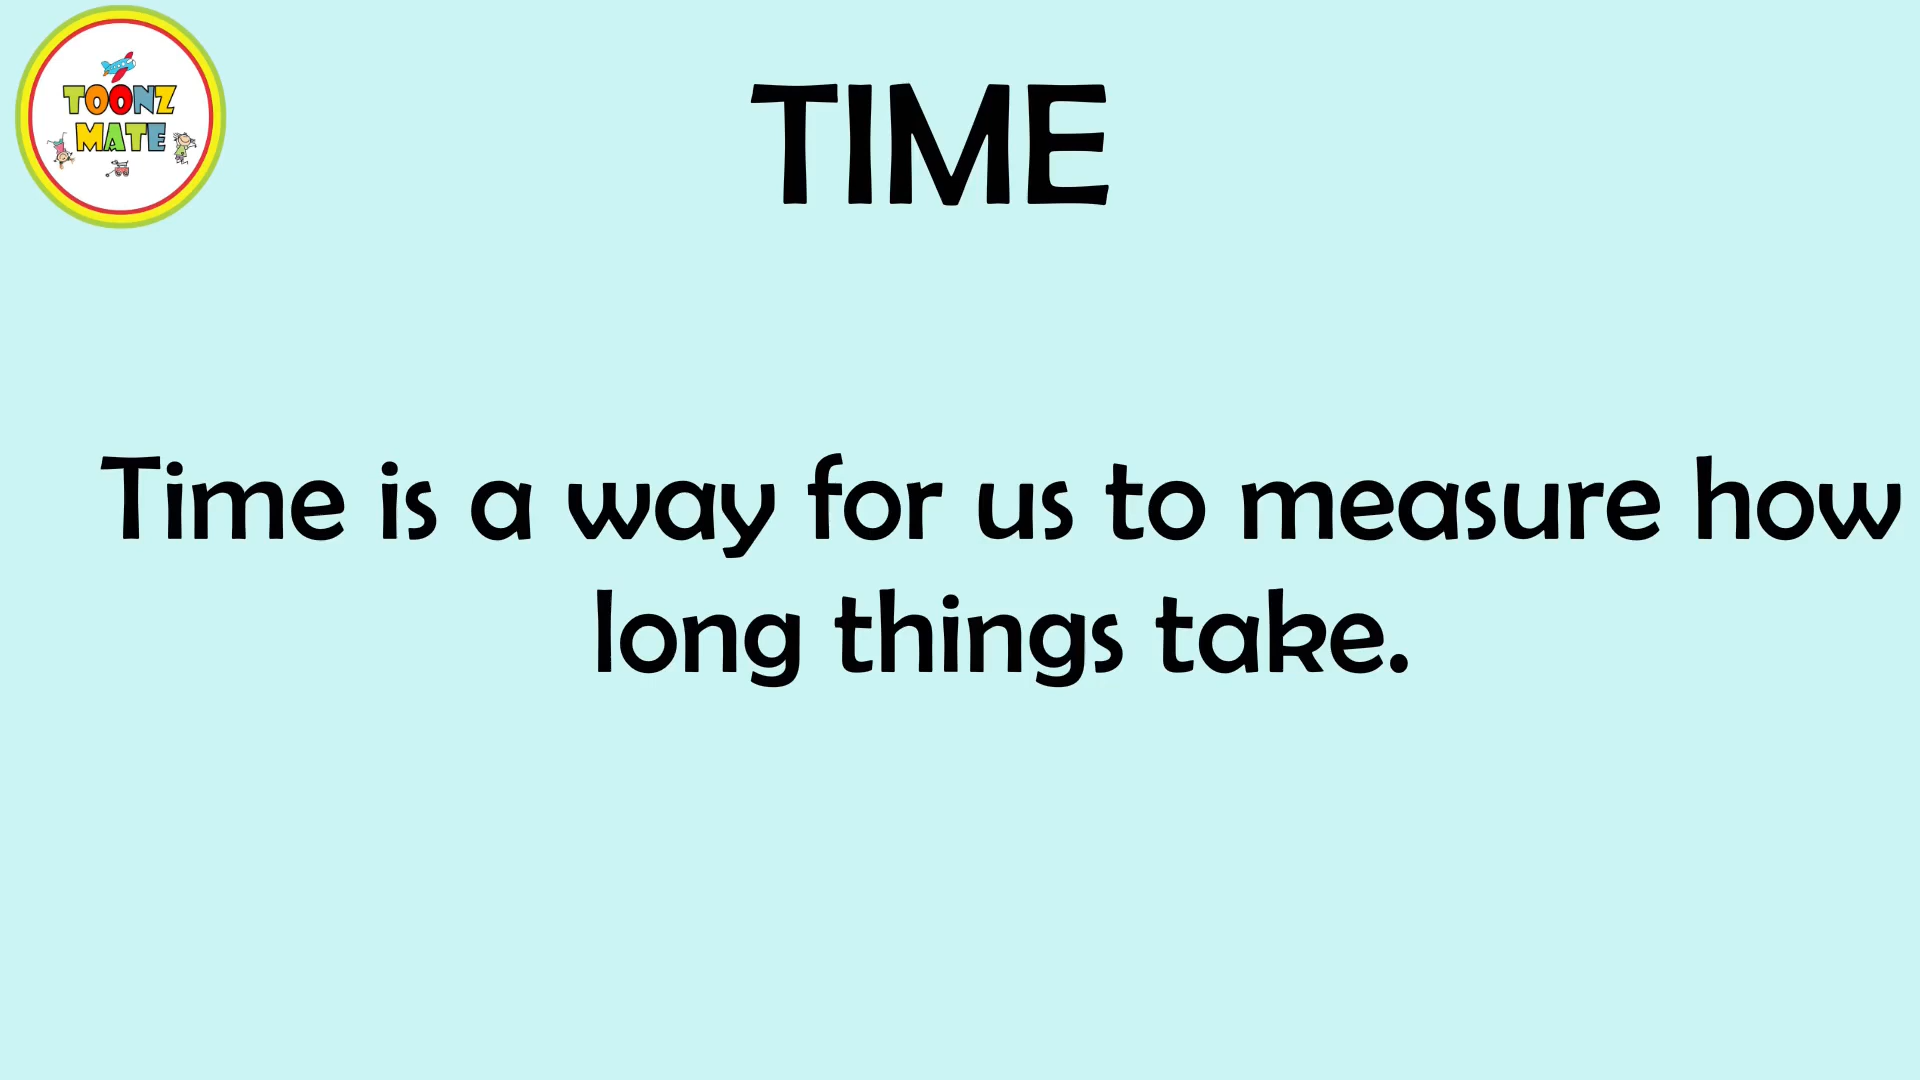 TOONZ
MATE
TIME
Time is a way for us to measure how
long things take.